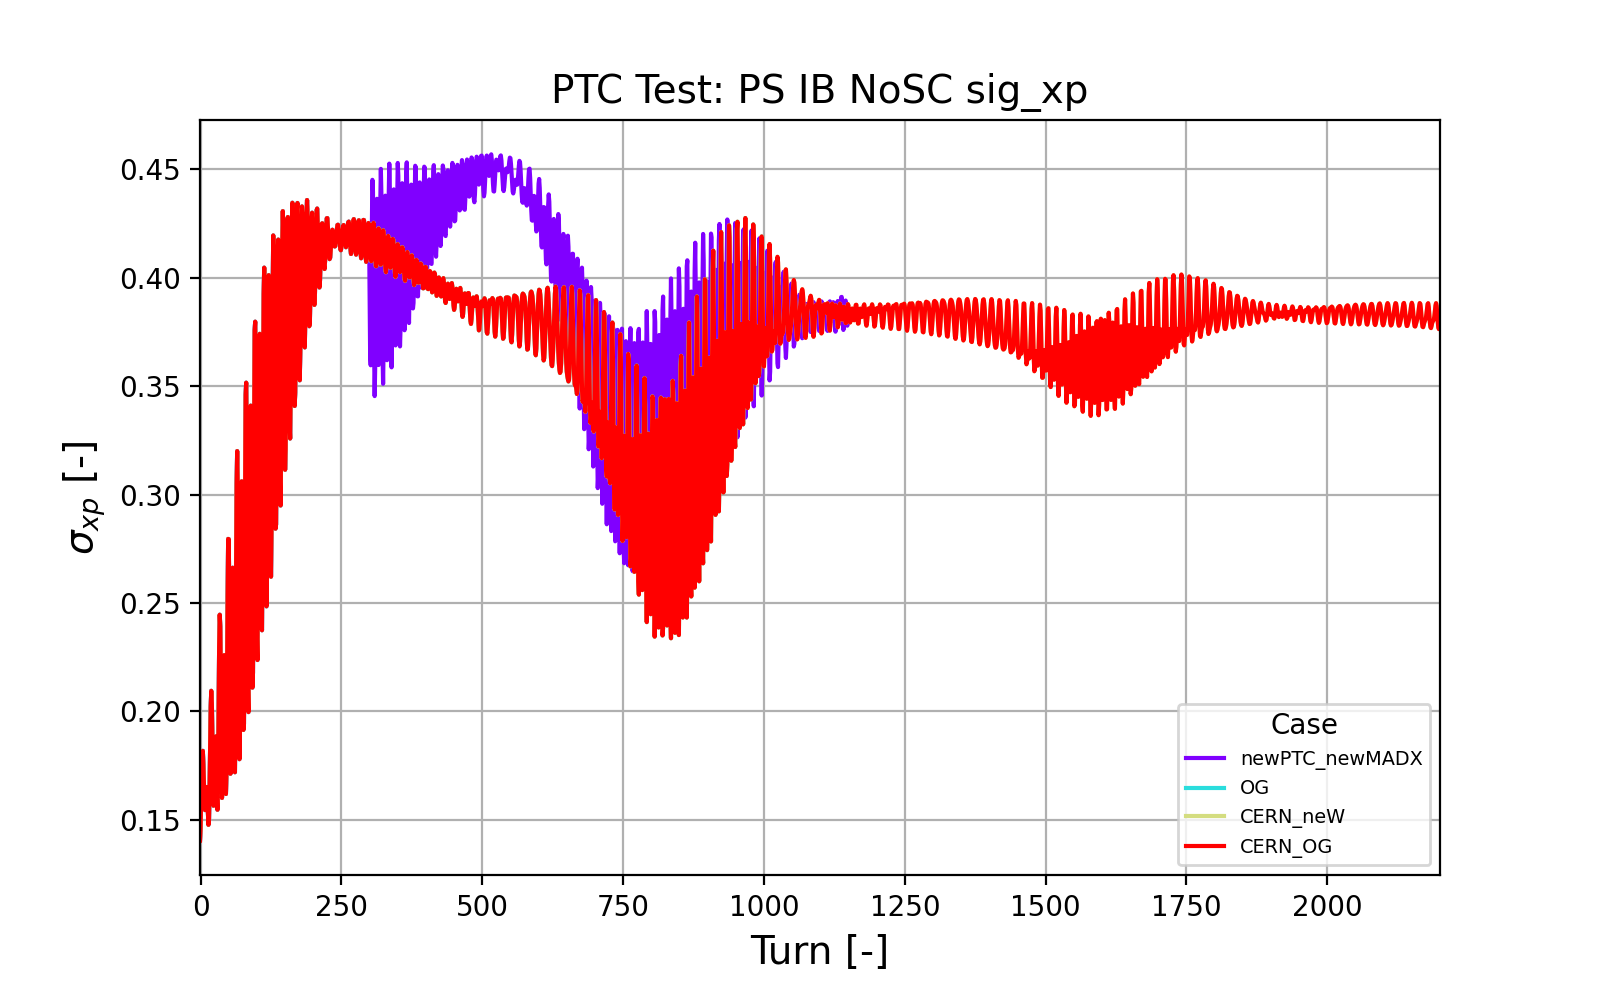 PTC Test: PS IB NoSC sig_xp
σxp [-]
0.45
0.40
0.35
0.30
0.25
0.20
0.15
0 250 500 750 1000 1250 1500 1750 2000
Turn [-]
Case
newPTC_newMADX
OG
CERN_neW
CERN_OG